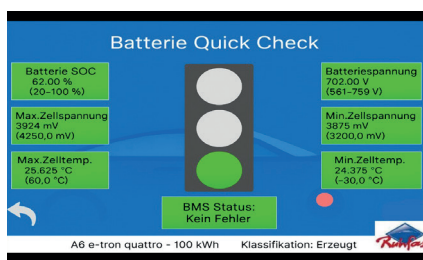 Batterie Quick Check
Batterie SOC
62.00 %
(20–100 %)
Max.Zellspannung
3924 mV
(4250,0 mV)
Max.Zelltemp.
25.625 °C
(60,0 °C)
Batteriespannung
702.00 V
(561–759 V)
Min.Zellspannung
3875 mV
(3200,0 mV)
Min.Zelltemp.
24.375 °C
(–30,0 °C)
BMS Status:
Kein Fehler
A6 e-tron quattro - 100 kWh Klassifikation: Erzeugt